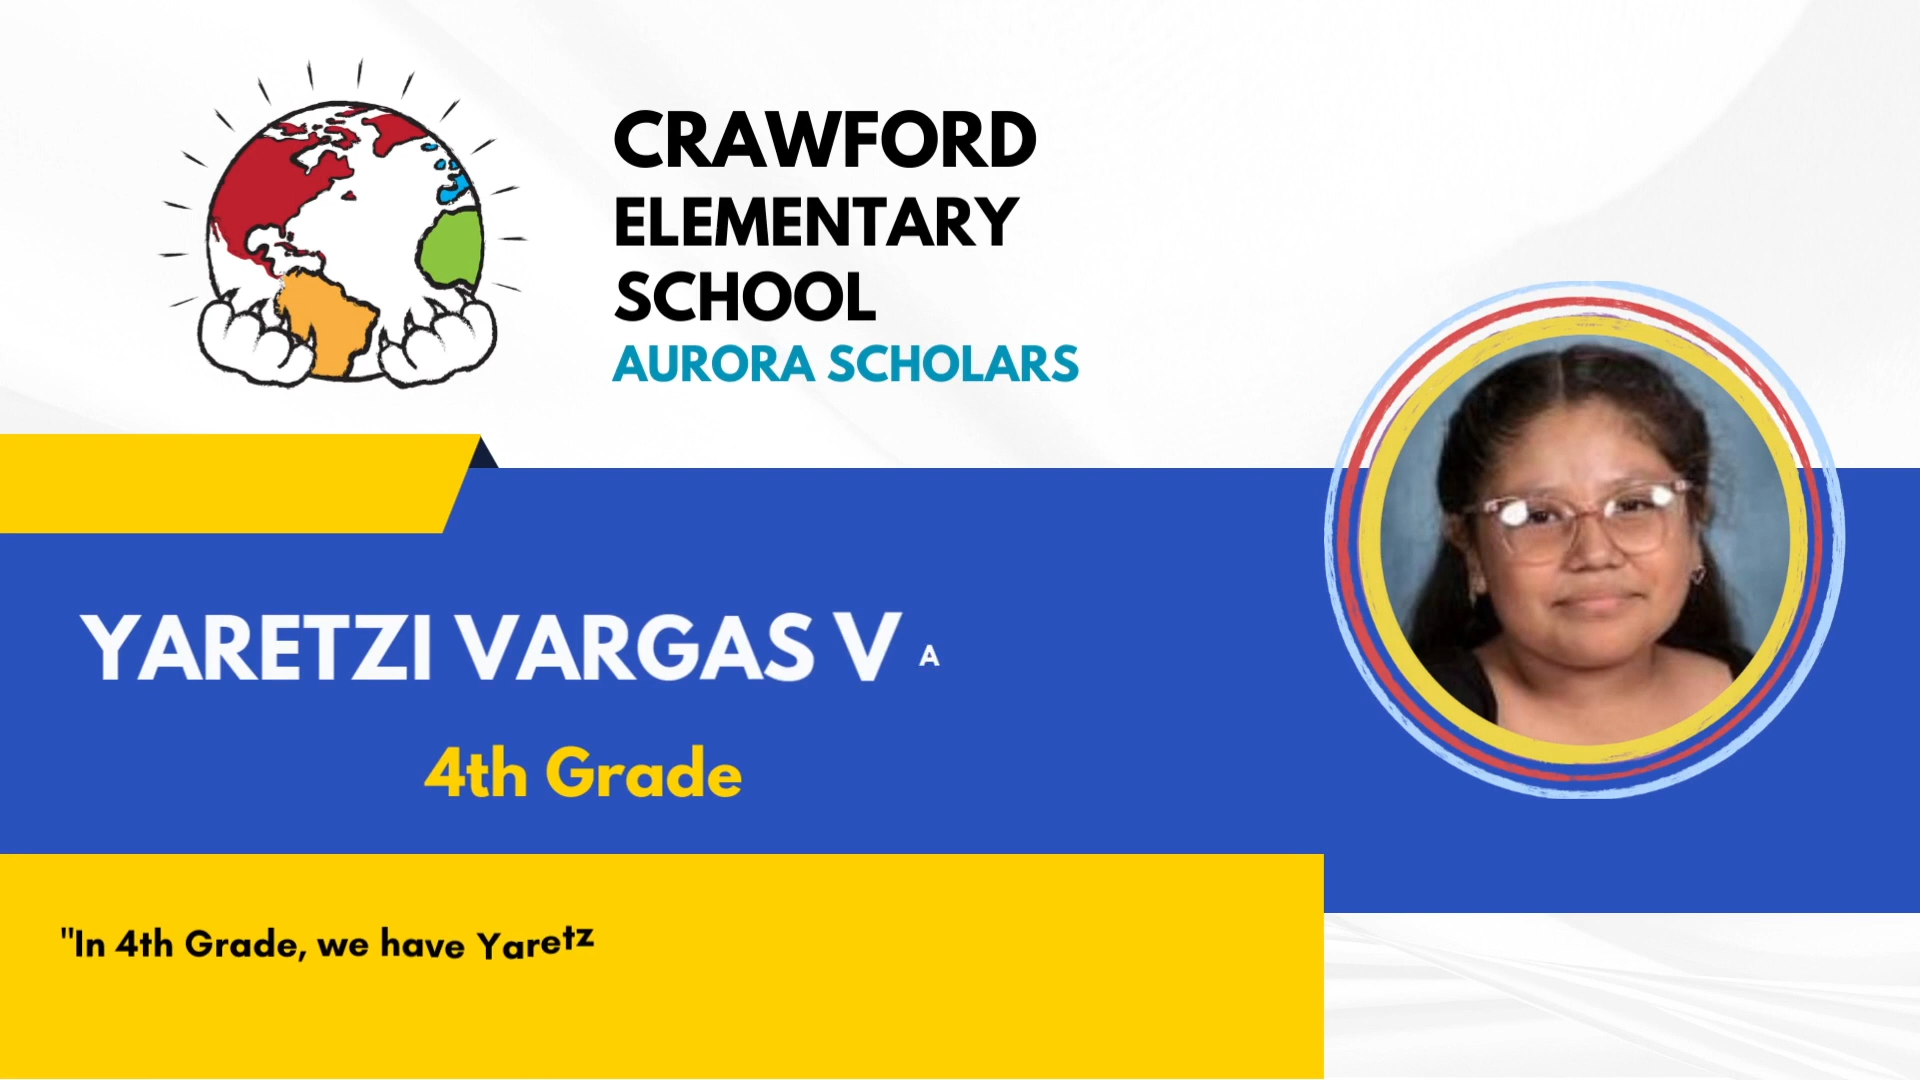 CRAWFORD
ELEMENTARY
SCHOOL
AURORA SCHOLARS
YARETZI VARGAS V A
4th Grade
"In 4th Grade, we have Yaretz